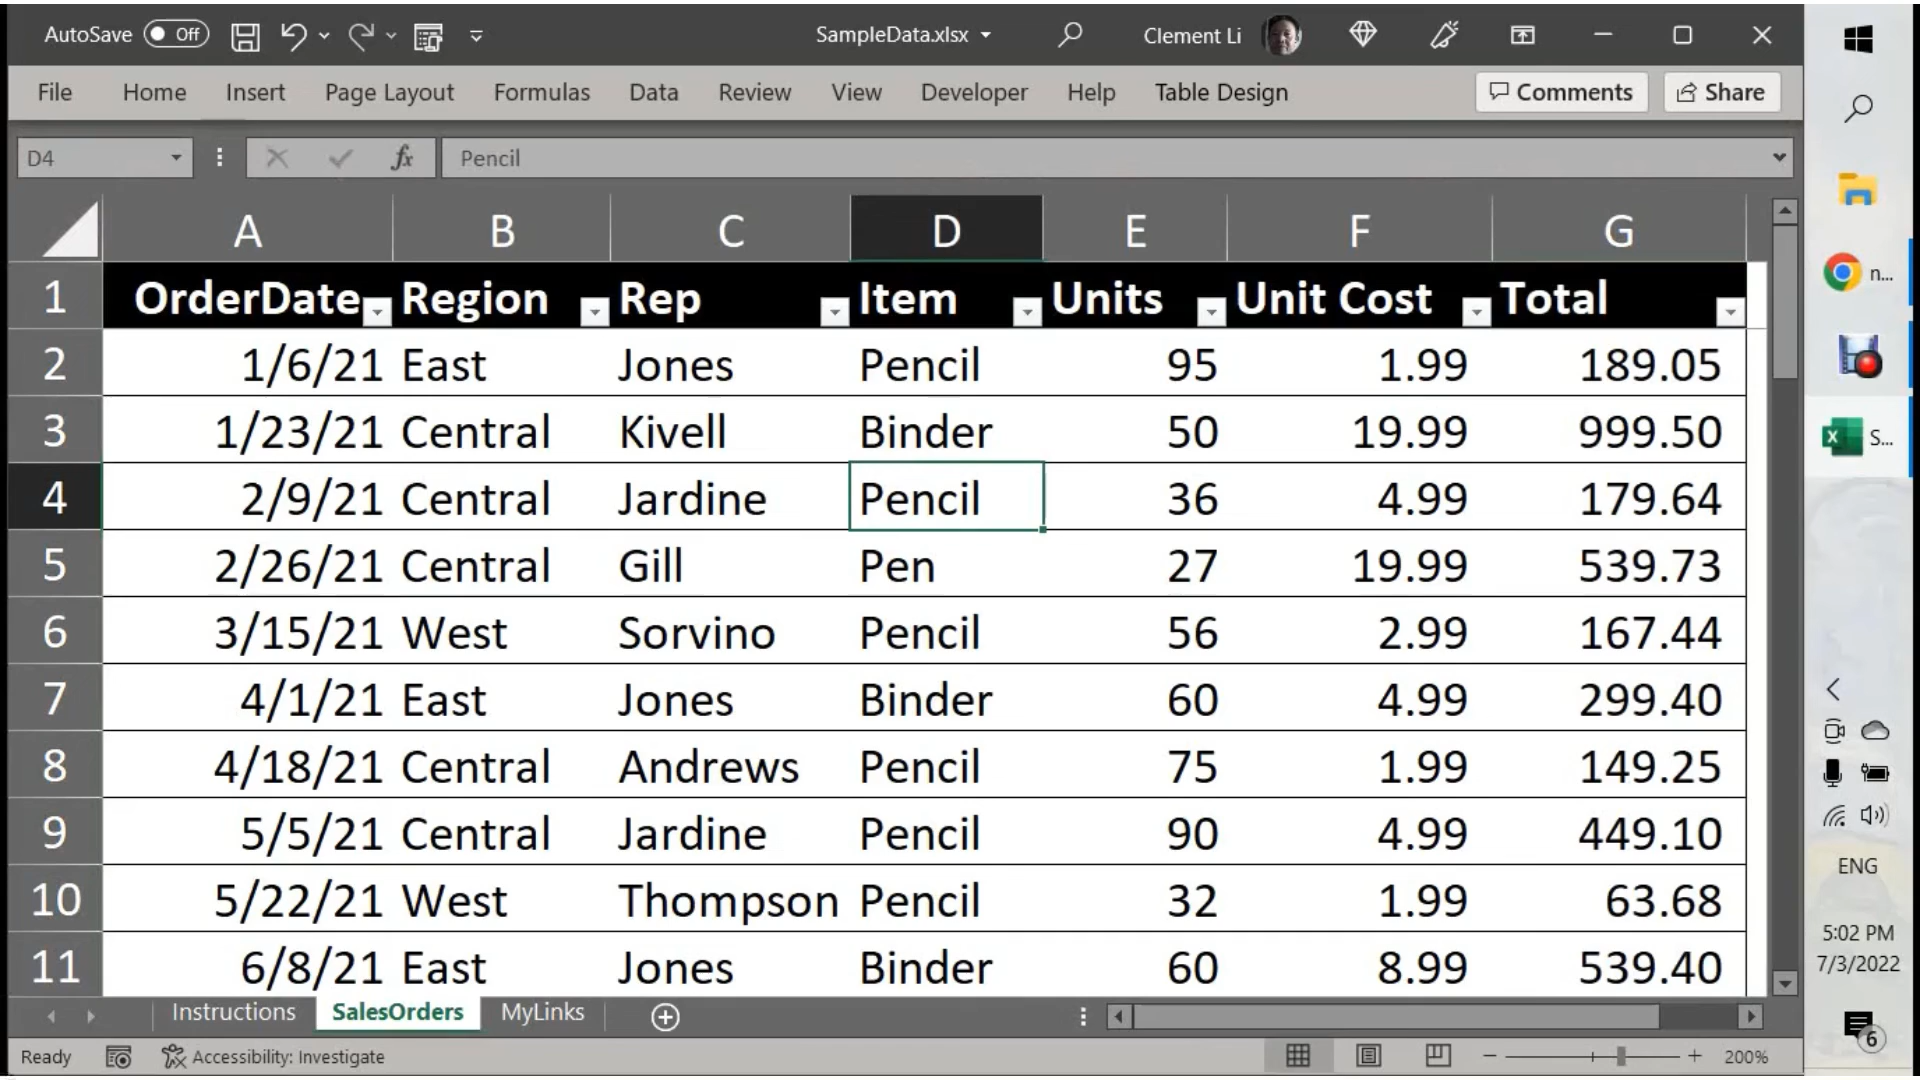 AutoSave Off SampleData.xlsx Clement Li
File Home Insert Page Layout Formulas Data Review View Developer Help Table Design Comments Share
D4 fx Pencil
A B C D E F G
1 OrderDate Region Rep Item Units Unit Cost Total
2 1/6/21 East Jones Pencil 95 1.99 189.05
3 1/23/21 Central Kivell Binder 50 19.99 999.50
4 2/9/21 Central Jardine Pencil 36 4.99 179.64
5 2/26/21 Central Gill Pen 27 19.99 539.73
6 3/15/21 West Sorvino Pencil 56 2.99 167.44
7 4/1/21 East Jones Binder 60 4.99 299.40
8 4/18/21 Central Andrews Pencil 75 1.99 149.25
9 5/5/21 Central Jardine Pencil 90 4.99 449.10
10 5/22/21 West Thompson Pencil 32 1.99 63.68
11 6/8/21 East Jones Binder 60 8.99 539.40
Instructions SalesOrders MyLinks
Ready Accessibility: Investigate 200%
n...
S...
ENG
5:02 PM
7/3/2022
6